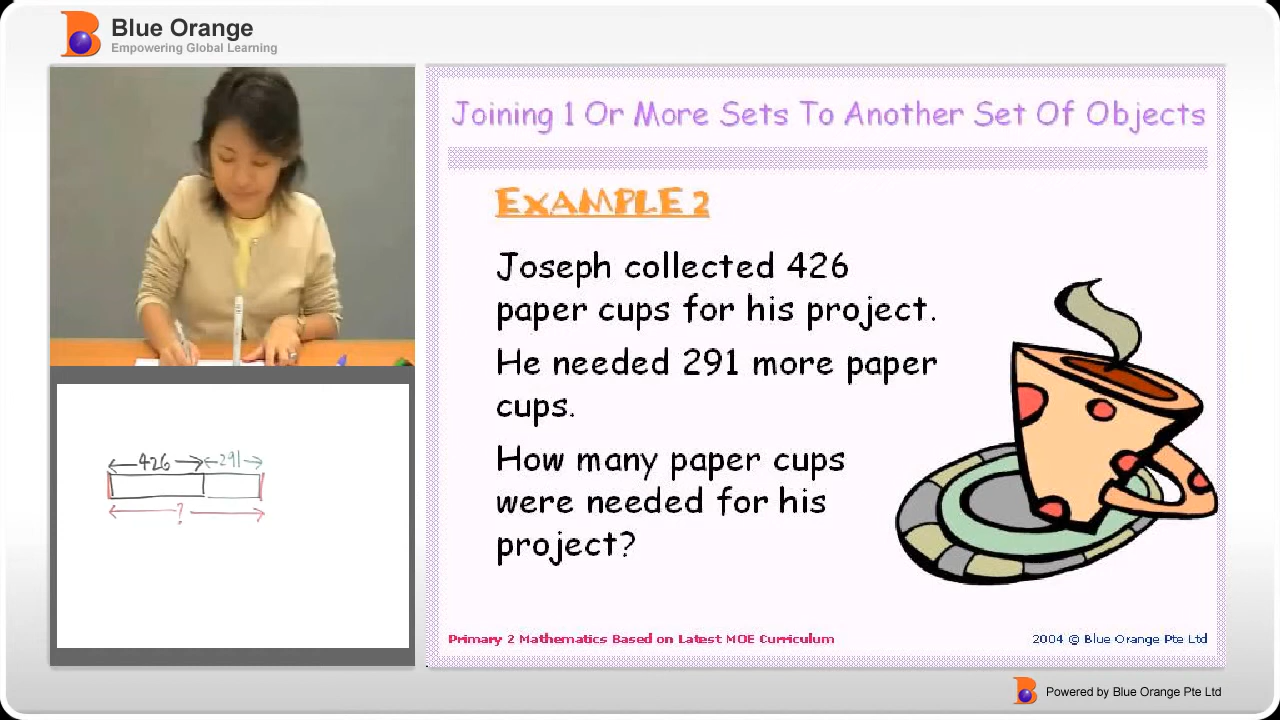 Blue Orange
Empowering Global Learning
Joining 1 Or More Sets To Another Set Of Objects
EXAMPLE 2
Joseph collected 426
paper cups for his project.
He needed 291 more paper
cups.
How many paper cups
were needed for his
project?
426 291
?
Primary 2 Mathematics Based on Latest MOE Curriculum
2004 © Blue Orange Pte Ltd
Powered by Blue Orange Pte Ltd